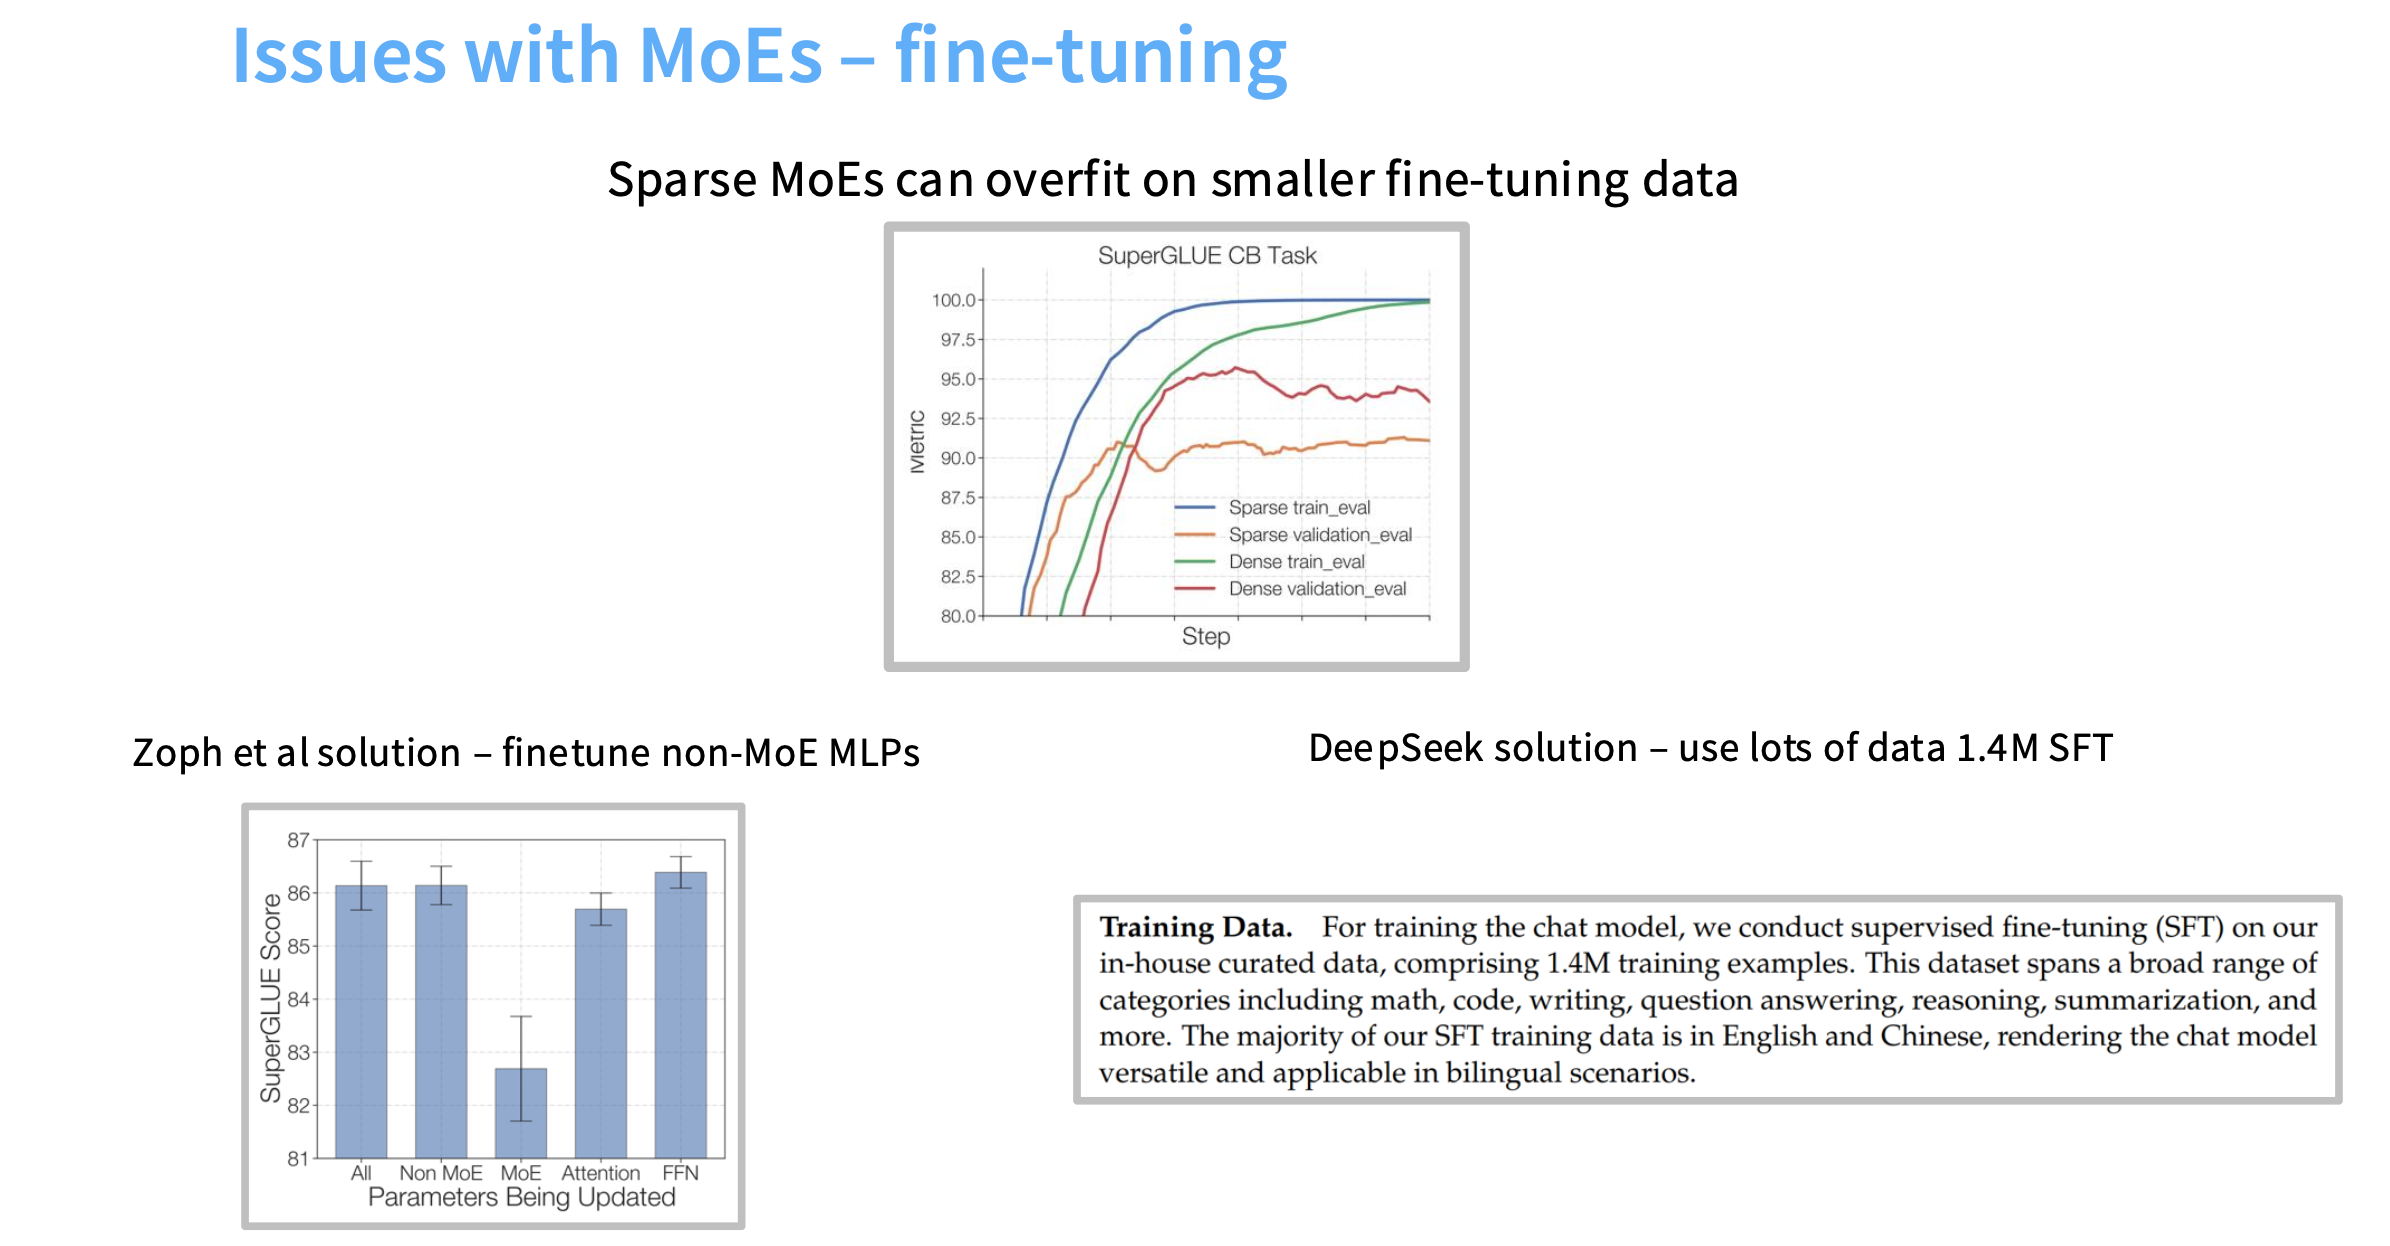 Issues with MoEs – fine-tuning
Sparse MoEs can overfit on smaller fine-tuning data
SuperGLUE CB Task
100.0
97.5
95.0
92.5
90.0
87.5
85.0
82.5
80.0
Metric
Sparse train_eval
Sparse validation_eval
Dense train_eval
Dense validation_eval
Step
Zoph et al solution – finetune non-MoE MLPs
87
86
85
84
83
82
81
SuperGLUE Score
All Non MoE MoE Attention FFN
Parameters Being Updated
DeepSeek solution – use lots of data 1.4M SFT
Training Data. For training the chat model, we conduct supervised fine-tuning (SFT) on our
in-house curated data, comprising 1.4M training examples. This dataset spans a broad range of
categories including math, code, writing, question answering, reasoning, summarization, and
more. The majority of our SFT training data is in English and Chinese, rendering the chat model
versatile and applicable in bilingual scenarios.